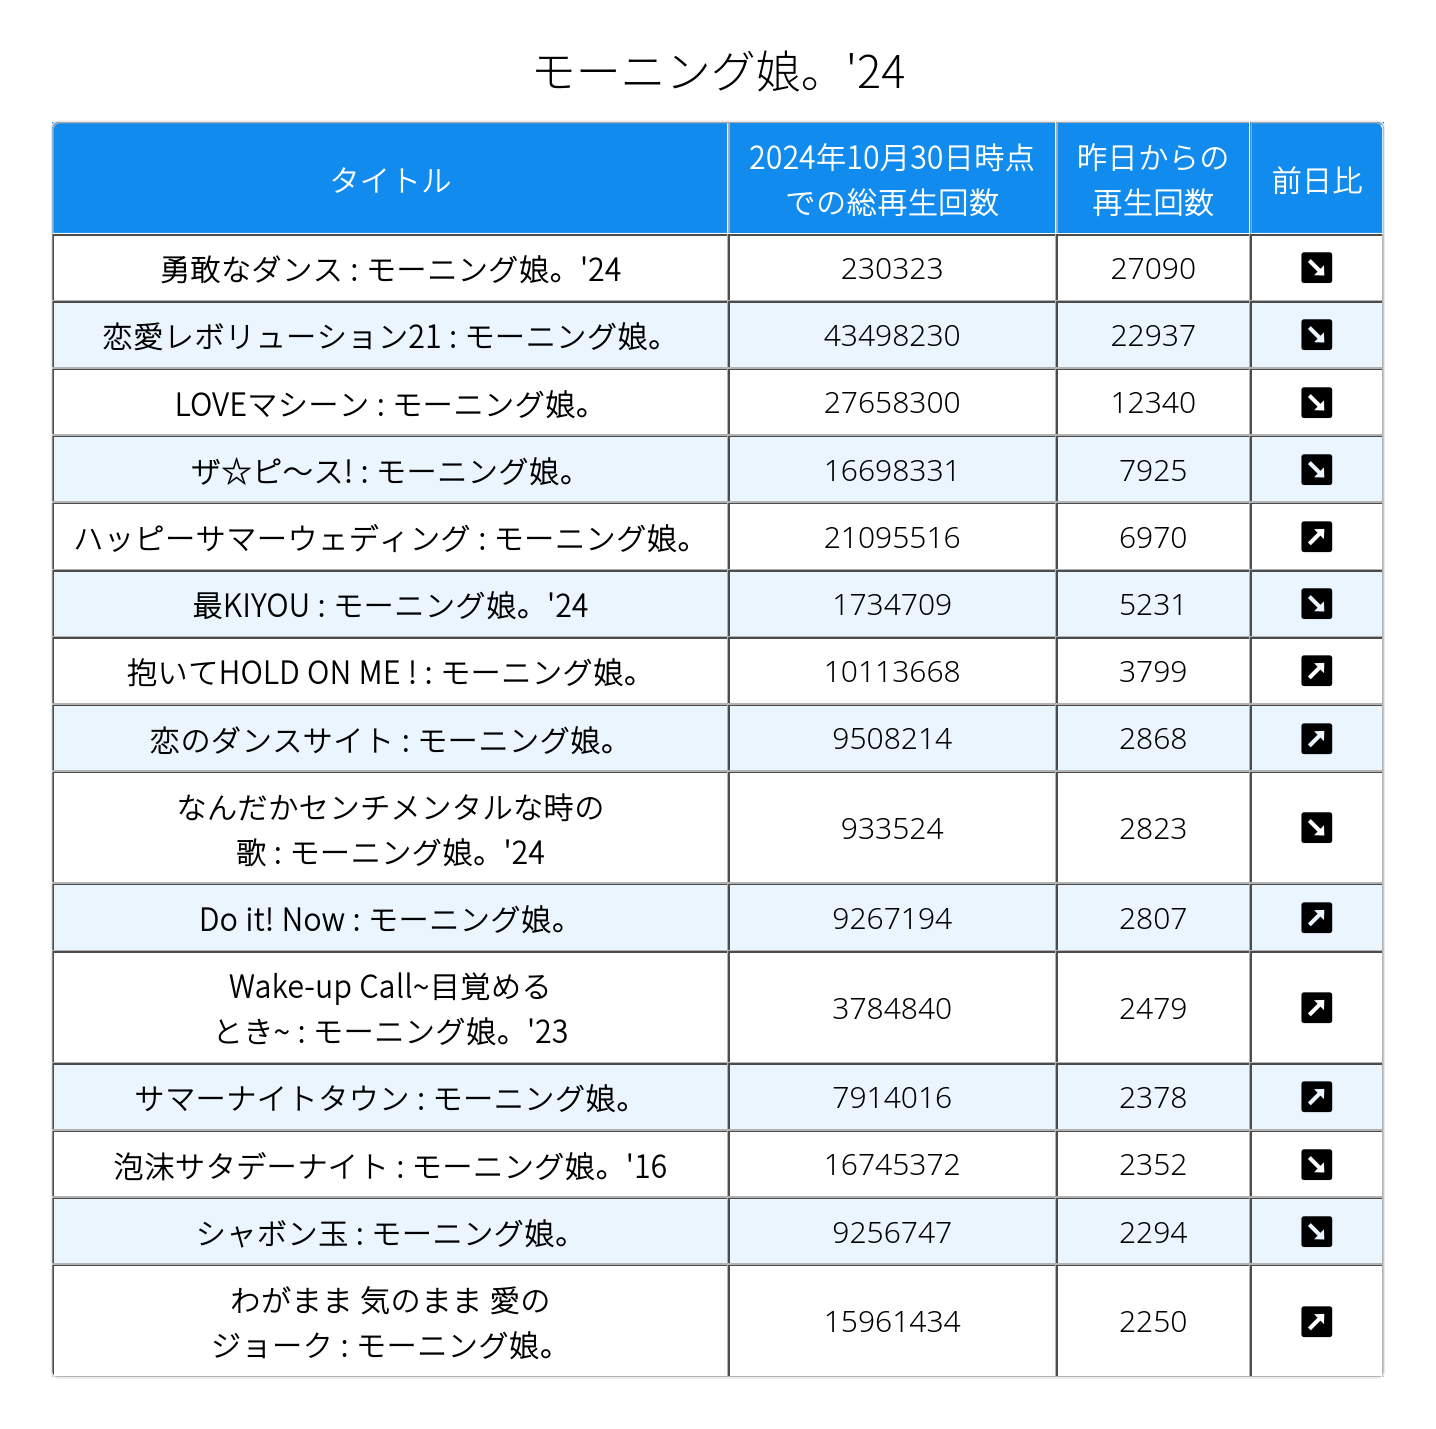 モーニング娘。'24
タイトル
2024年10月30日時点
での総再生回数
昨日からの
再生回数
前日比
勇敢なダンス : モーニング娘。'24 230323 27090
恋愛レボリューション21 : モーニング娘。 43498230 22937
LOVEマシーン : モーニング娘。 27658300 12340
ザ☆ピ〜ス! : モーニング娘。 16698331 7925
ハッピーサマーウェディング : モーニング娘。 21095516 6970
最KIYOU : モーニング娘。'24 1734709 5231
抱いてHOLD ON ME ! : モーニング娘。 10113668 3799
恋のダンスサイト : モーニング娘。 9508214 2868
なんだかセンチメンタルな時の
歌 : モーニング娘。'24 933524 2823
Do it! Now : モーニング娘。 9267194 2807
Wake-up Call~目覚める
とき~ : モーニング娘。'23 3784840 2479
サマーナイトタウン : モーニング娘。 7914016 2378
泡沫サタデーナイト : モーニング娘。'16 16745372 2352
シャボン玉 : モーニング娘。 9256747 2294
わがまま 気のまま 愛の
ジョーク : モーニング娘。 15961434 2250